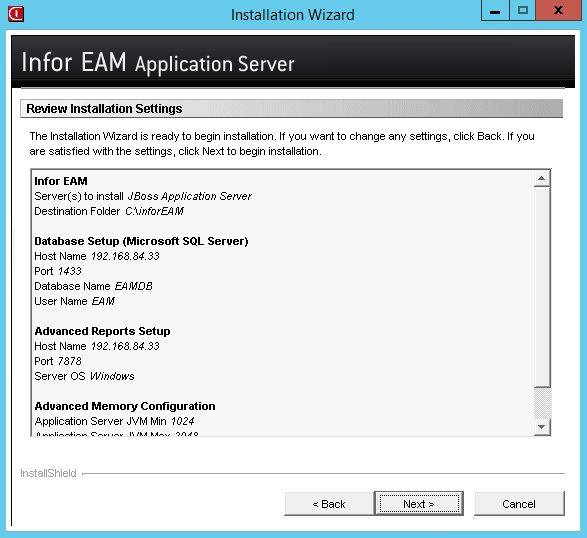 Installation Wizard
Infor EAM Application Server
Review Installation Settings
The Installation Wizard is ready to begin installation. If you want to change any settings, click Back. If you
are satisfied with the settings, click Next to begin installation.
Infor EAM
Server(s) to install JBoss Application Server
Destination Folder C:\inforEAM
Database Setup (Microsoft SQL Server)
Host Name 192.168.84.33
Port 1433
Database Name EAMDB
User Name EAM
Advanced Reports Setup
Host Name 192.168.84.33
Port 7878
Server OS Windows
Advanced Memory Configuration
Application Server JVM Min 1024
Application Server JVM Max 2048
InstallShield
< Back
Next >
Cancel